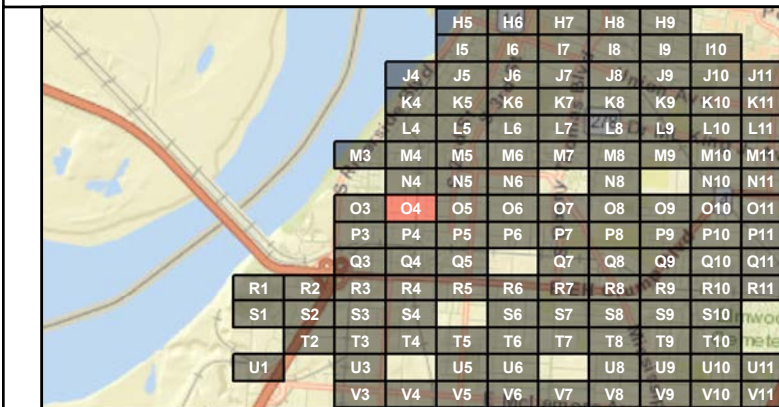 H5 H6 H7 H8 H9
I5 I6 I7 I8 I9 I10
J4 J5 J6 J7 J8 J9 J10 J11
K4 K5 K6 K7 K8 K9 K10 K11
L4 L5 L6 L7 L8 L9 L10 L11
M3 M4 M5 M6 M7 M8 M9 M10 M11
N4 N5 N6 N8 N10 N11
O3 O4 O5 O6 O7 O8 O9 O10 O11
P3 P4 P5 P6 P7 P8 P9 P10 P11
Q3 Q4 Q5 Q7 Q8 Q9 Q10 Q11
R1 R2 R3 R4 R5 R6 R7 R8 R9 R10 R11
S1 S2 S3 S4 S6 S7 S8 S9 S10
T2 T3 T4 T5 T6 T7 T8 T9 T10
U1 U3 U5 U6 U8 U9 U10 U11
V3 V4 V5 V6 V7 V8 V9 V10 V11
S Riverside Blvd
S 3rd St
Union Av